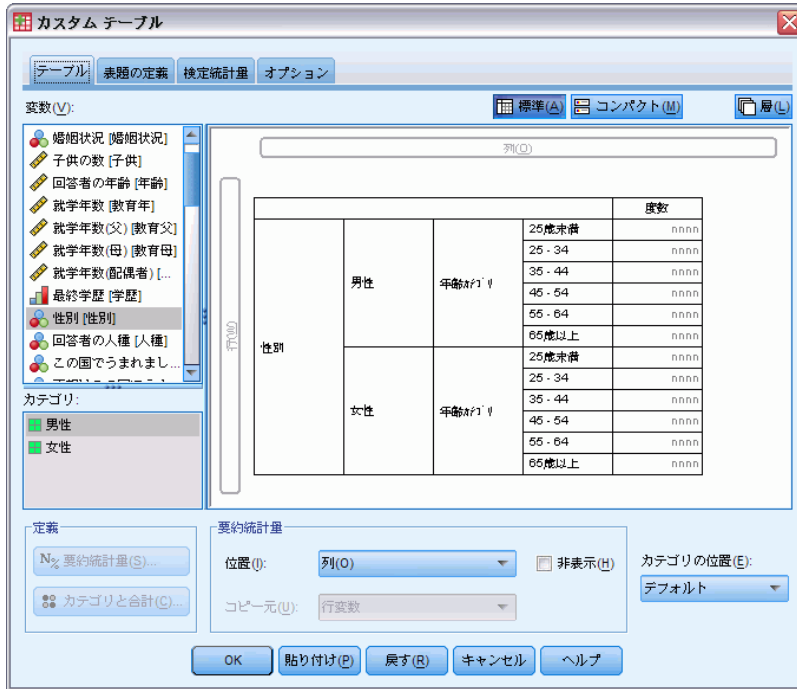 カスタム テーブル
テーブル 表題の定義 検定統計量 オプション
変数(V):
標準(A) コンパクト(M) 層(L)
婚姻状況 [婚姻状況]
子供の数 [子供]
回答者の年齢 [年齢]
就学年数 [教育年]
就学年数(父) [教育父]
就学年数(母) [教育母]
就学年数(配偶者) [...
最終学歴 [学歴]
性別 [性別]
回答者の人種 [人種]
この国でうまれまし...
カテゴリ:
男性
女性
列(O)
行(W)
度数
性別
男性
年齢ｶﾃｺﾞﾘ
25歳未満 nnnn
25 - 34 nnnn
35 - 44 nnnn
45 - 54 nnnn
55 - 64 nnnn
65歳以上 nnnn
女性
年齢ｶﾃｺﾞﾘ
25歳未満 nnnn
25 - 34 nnnn
35 - 44 nnnn
45 - 54 nnnn
55 - 64 nnnn
65歳以上 nnnn
定義
N% 要約統計量(S)...
カテゴリと合計(C)...
要約統計量
位置(I): 列(O) 非表示(H)
コピー元(U): 行変数
カテゴリの位置(E):
デフォルト
OK 貼り付け(P) 戻す(R) キャンセル ヘルプ